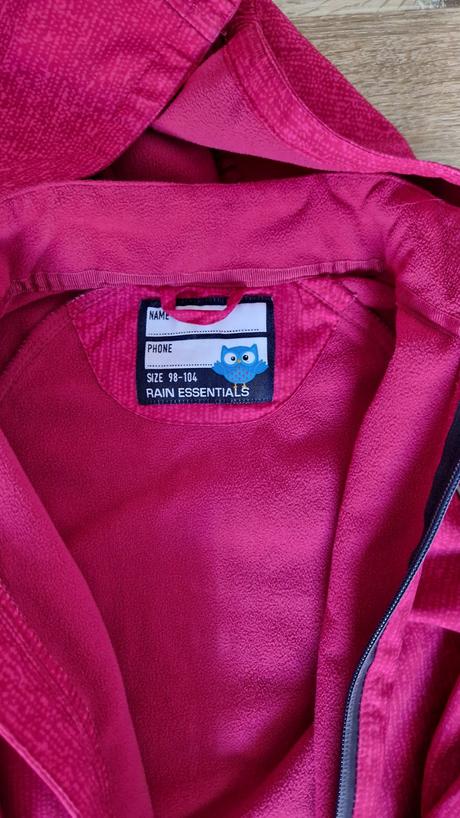 NAME
PHONE
SIZE 98-104
RAIN ESSENTIALS